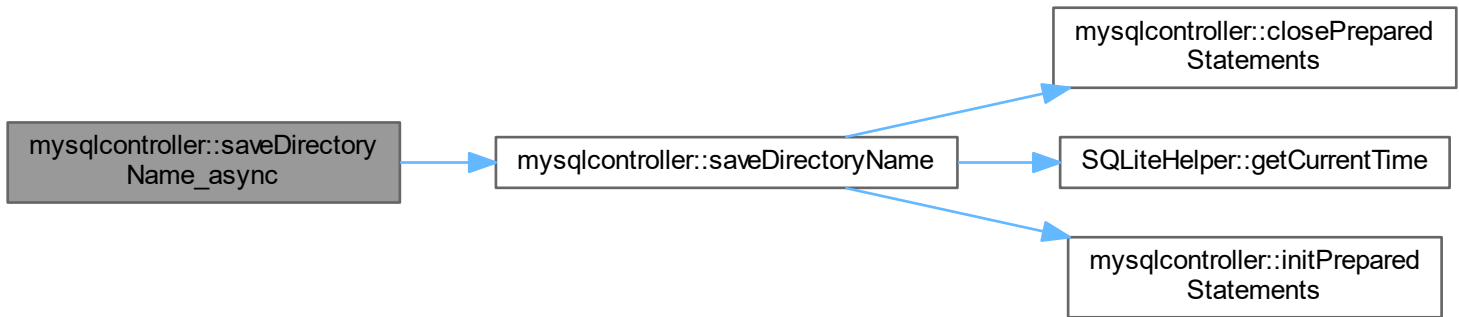 mysqlcontroller::saveDirectory
Name_async
mysqlcontroller::saveDirectoryName
mysqlcontroller::closePrepared
Statements
SQLiteHelper::getCurrentTime
mysqlcontroller::initPrepared
Statements